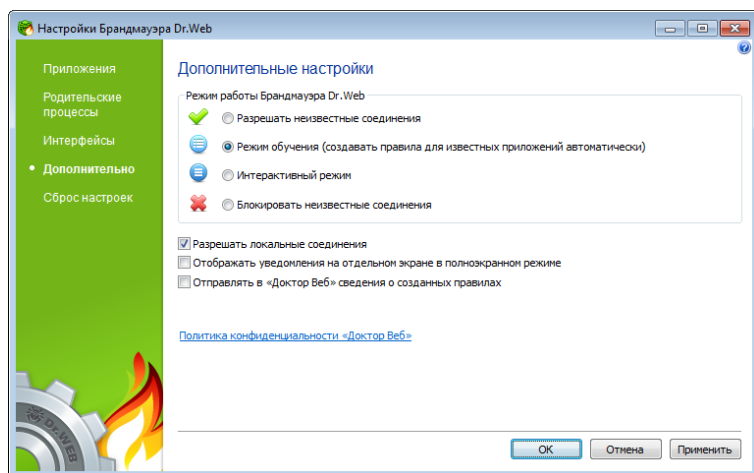 Настройки Брандмауэра Dr.Web
Приложения
Родительские
процессы
Интерфейсы
Дополнительно
Сброс настроек
Дополнительные настройки
Режим работы Брандмауэра Dr.Web
Разрешать неизвестные соединения
Режим обучения (создавать правила для известных приложений автоматически)
Интерактивный режим
Блокировать неизвестные соединения
Разрешать локальные соединения
Отображать уведомления на отдельном экране в полноэкранном режиме
Отправлять в «Доктор Веб» сведения о созданных правилах
Политика конфиденциальности «Доктор Веб»
Dr.WEB
OK
Отмена
Применить